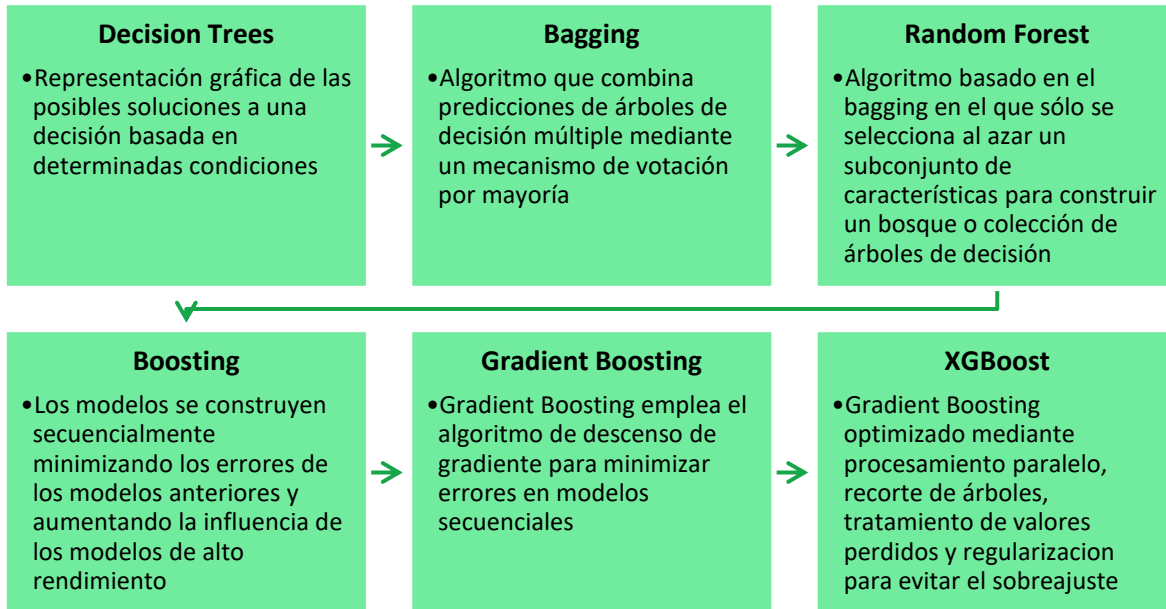 Decision Trees
•Representación gráfica de las
posibles soluciones a una
decisión basada en
determinadas condiciones
Bagging
•Algoritmo que combina
predicciones de árboles de
decisión múltiple mediante
un mecanismo de votación
por mayoría
Random Forest
•Algoritmo basado en el
bagging en el que sólo se
selecciona al azar un
subconjunto de
características para construir
un bosque o colección de
árboles de decisión
Boosting
•Los modelos se construyen
secuencialmente
minimizando los errores de
los modelos anteriores y
aumentando la influencia de
los modelos de alto
rendimiento
Gradient Boosting
•Gradient Boosting emplea el
algoritmo de descenso de
gradiente para minimizar
errores en modelos
secuenciales
XGBoost
•Gradient Boosting
optimizado mediante
procesamiento paralelo,
recorte de árboles,
tratamiento de valores
perdidos y regularizacion
para evitar el sobreajuste